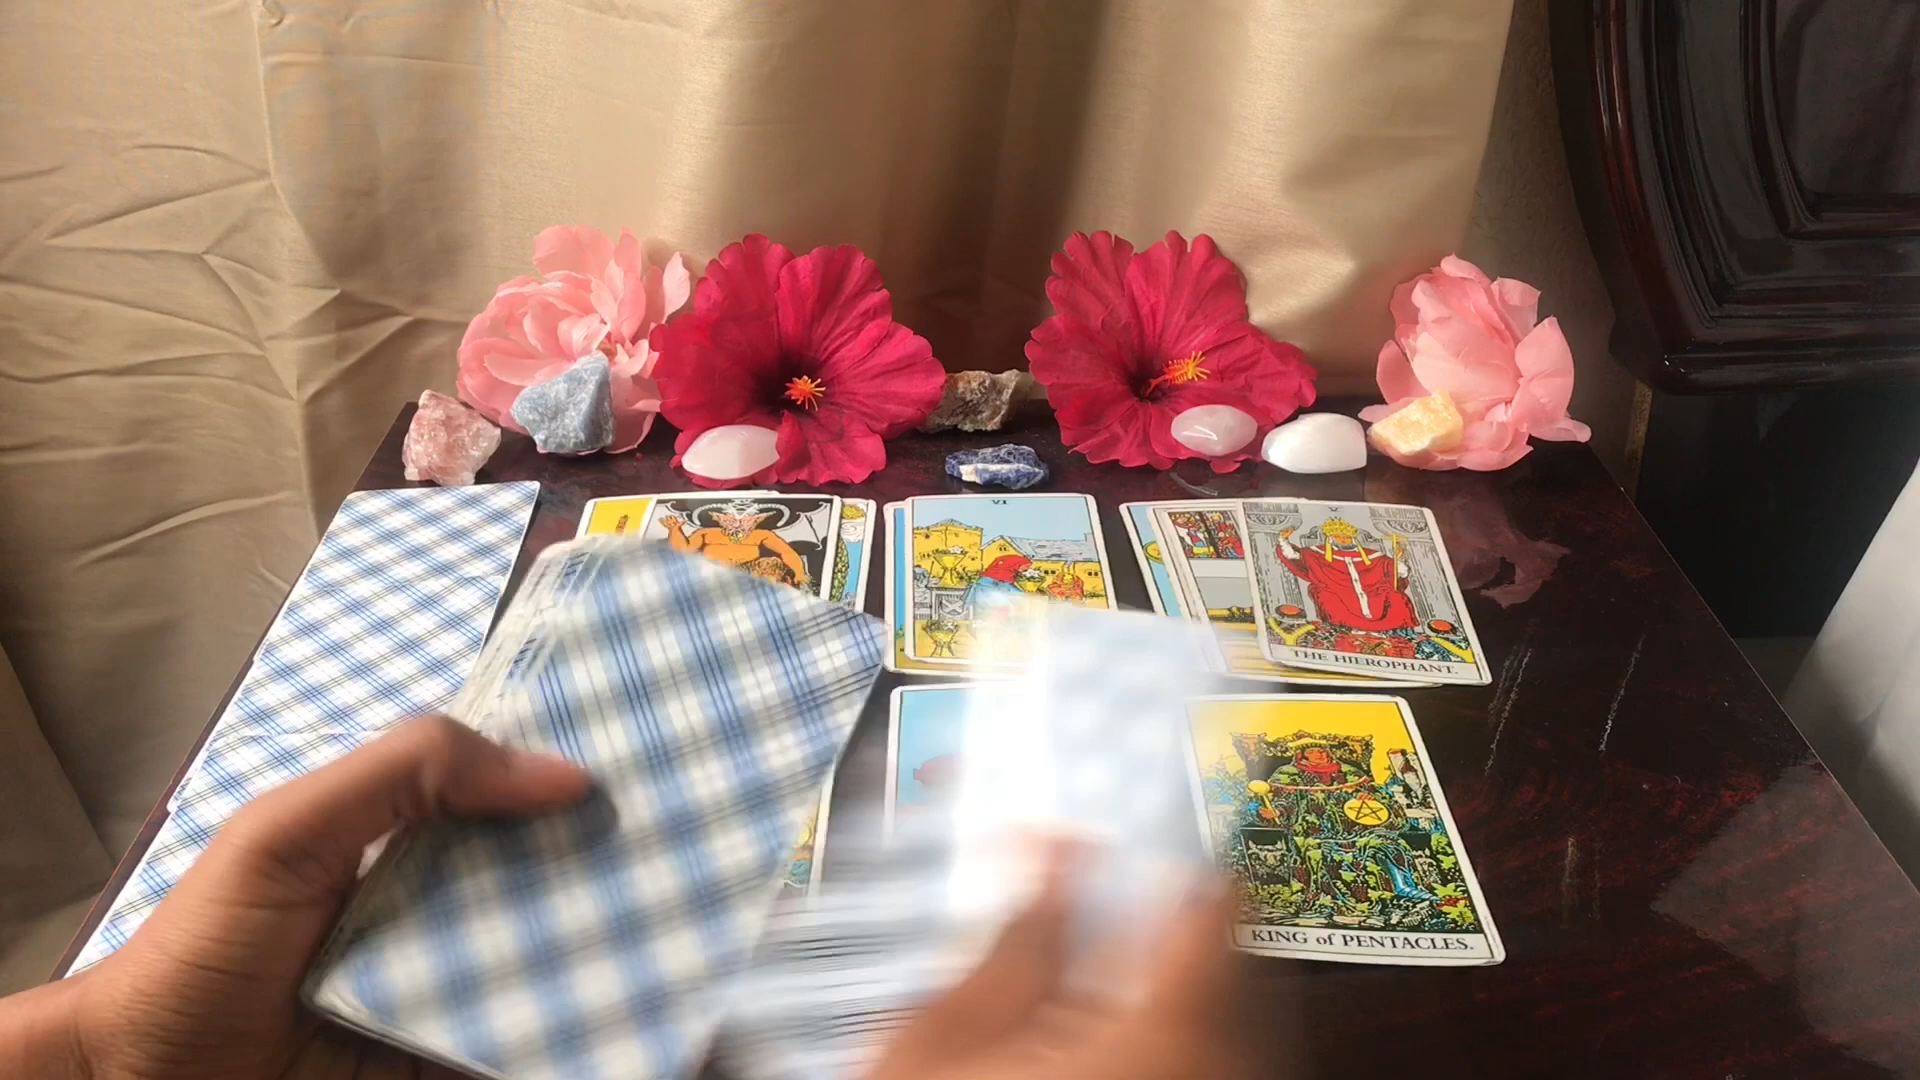 VI
V
THE HIEROPHANT.
KING of PENTACLES.